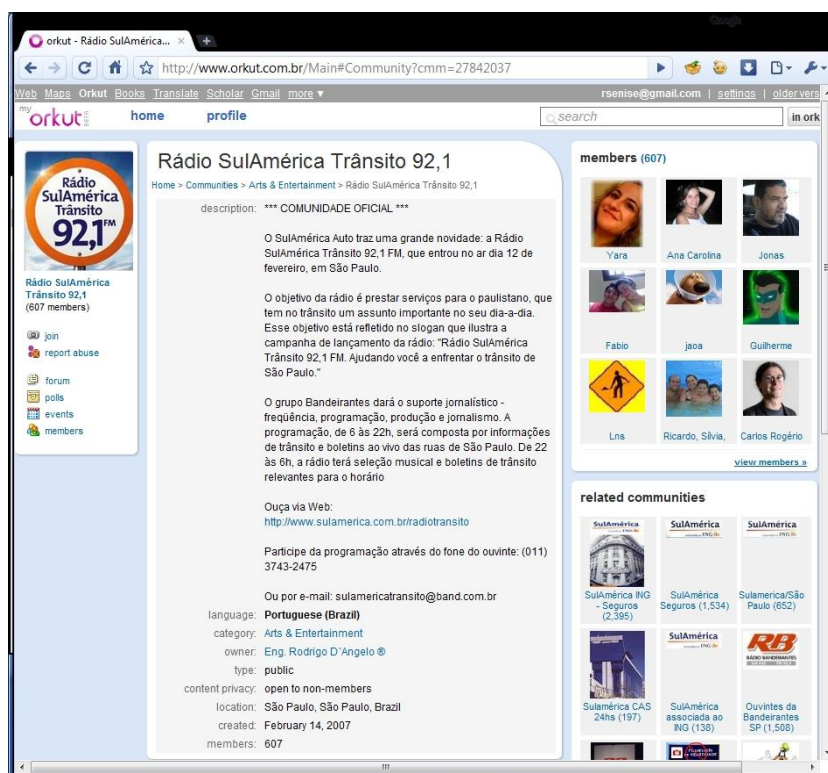 Google
orkut - Rádio SulAmérica...
http://www.orkut.com.br/Main#Community?cmm=27842037
Web Maps Orkut Books Translate Scholar Gmail more ▼
rsenise@gmail.com | settings | older vers
my orkut BETA
home profile
search
in ork
Rádio
SulAmérica
Trânsito
92,1 FM
Rádio SulAmérica
Trânsito 92,1
(607 members)
join
report abuse
forum
polls
events
members
Rádio SulAmérica Trânsito 92,1
Home > Communities > Arts & Entertainment > Rádio SulAmérica Trânsito 92,1
description: *** COMUNIDADE OFICIAL ***
O SulAmérica Auto traz uma grande novidade: a Rádio
SulAmérica Trânsito 92,1 FM, que entrou no ar dia 12 de
fevereiro, em São Paulo.
O objetivo da rádio é prestar serviços para o paulistano, que
tem no trânsito um assunto importante no seu dia-a-dia.
Esse objetivo está refletido no slogan que ilustra a
campanha de lançamento da rádio: "Rádio SulAmérica
Trânsito 92,1 FM. Ajudando você a enfrentar o trânsito de
São Paulo."
O grupo Bandeirantes dará o suporte jornalístico -
freqüência, programação, produção e jornalismo. A
programação, de 6 às 22h, será composta por informações
de trânsito e boletins ao vivo das ruas de São Paulo. De 22
às 6h, a rádio terá seleção musical e boletins de trânsito
relevantes para o horário
Ouça via Web:
http://www.sulamerica.com.br/radiotransito
Participe da programação através do fone do ouvinte: (011)
3743-2475
Ou por e-mail: sulamericatransito@band.com.br
language: Portuguese (Brazil)
category: Arts & Entertainment
owner: Eng. Rodrigo D´Angelo ®
type: public
content privacy: open to non-members
location: São Paulo, São Paulo, Brazil
created: February 14, 2007
members: 607
members (607)
Yara Ana Carolina Jonas
Fabio jaoa Guilherme
Lns Ricardo, Sílvia, Carlos Rogério
view members »
related communities
SulAmérica SulAmérica SulAmérica
ING ING
SulAmérica ING
- Seguros
(2,395)
SulAmérica
Seguros (1,534)
Sulamerica/São
Paulo (652)
SulAmérica
RB
RÁDIO BANDEIRANTES
Sulamérica CAS
24hs (197)
SulAmérica
associada ao
ING (138)
Ouvintes da
Bandeirantes
SP (1,508)